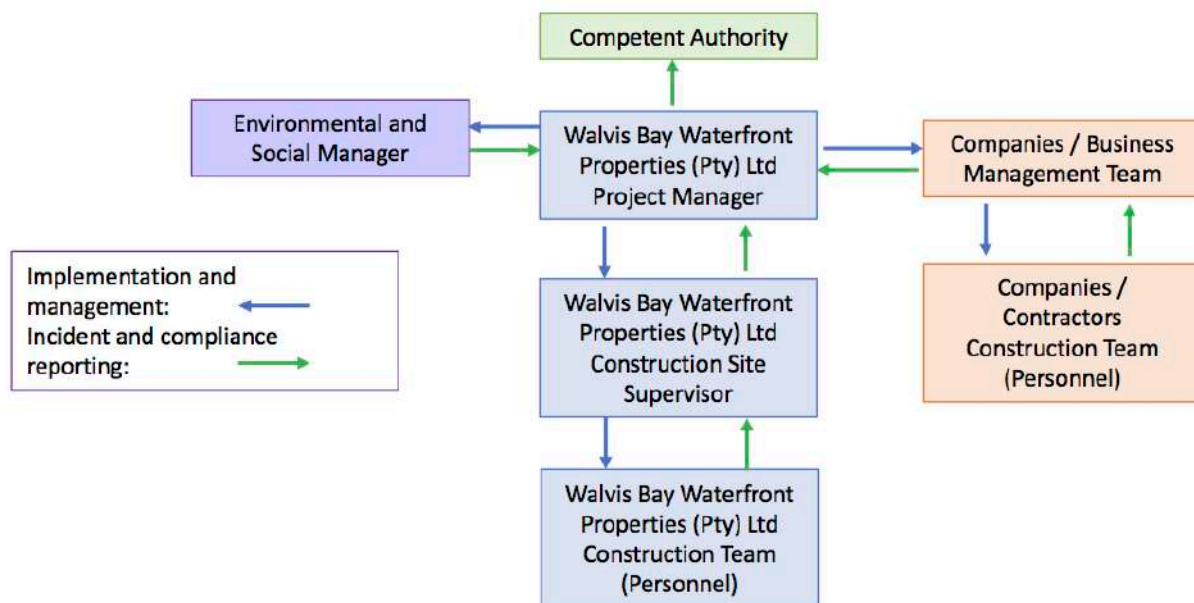 Competent Authority
Environmental and
Social Manager
Walvis Bay Waterfront
Properties (Pty) Ltd
Project Manager
Companies / Business
Management Team
Implementation and
management:
Incident and compliance
reporting:
Walvis Bay Waterfront
Properties (Pty) Ltd
Construction Site
Supervisor
Companies /
Contractors
Construction Team
(Personnel)
Walvis Bay Waterfront
Properties (Pty) Ltd
Construction Team
(Personnel)